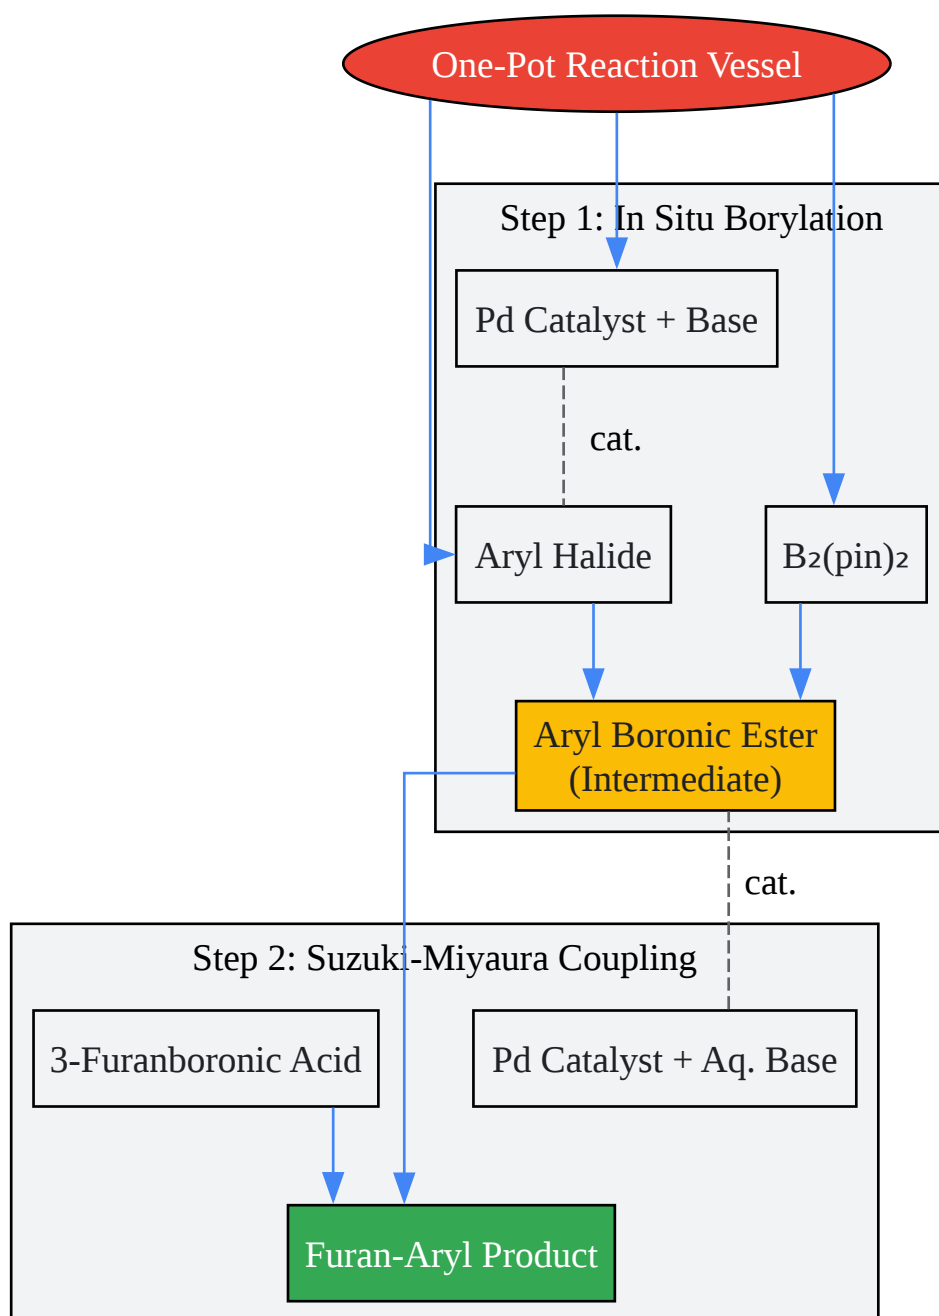 One-Pot Reaction Vessel
Step 1: In Situ Borylation
Pd Catalyst + Base
cat.
Aryl Halide
B₂(pin)₂
Aryl Boronic Ester
(Intermediate)
cat.
Step 2: Suzuki-Miyaura Coupling
3-Furanboronic Acid
Pd Catalyst + Aq. Base
Furan-Aryl Product